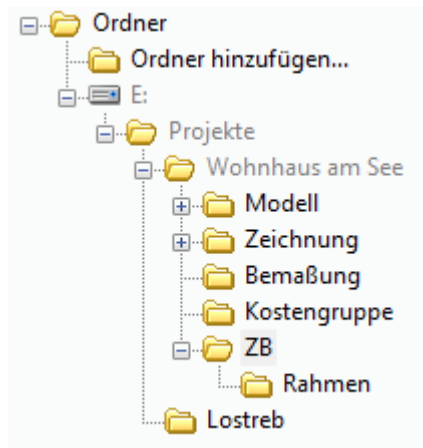 Ordner
Ordner hinzufügen...
E:
Projekte
Wohnhaus am See
Modell
Zeichnung
Bemaßung
Kostengruppe
ZB
Rahmen
Lostreb